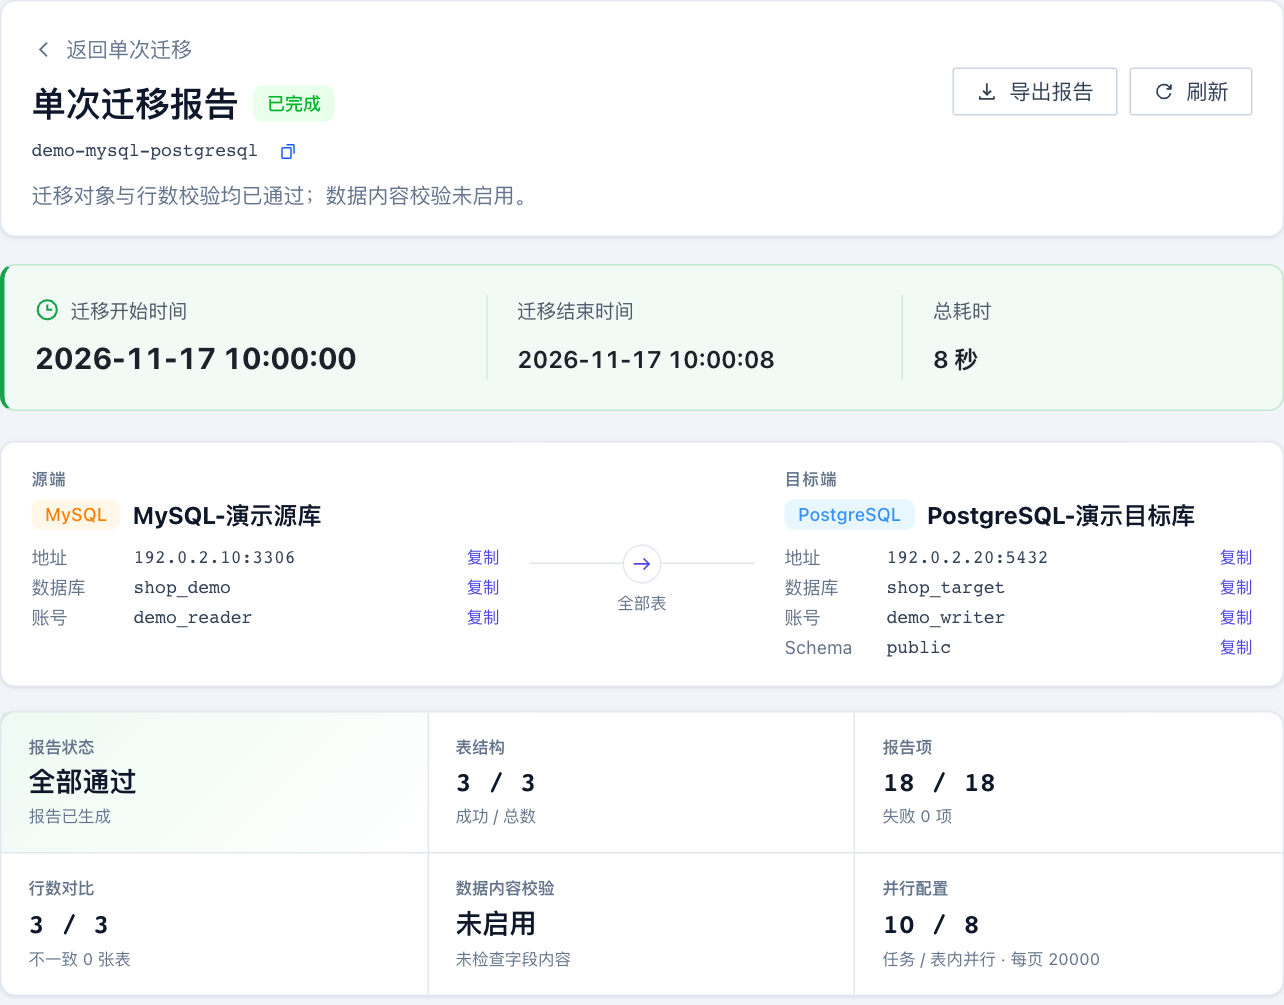 返回单次迁移
单次迁移报告 已完成
导出报告 刷新
demo-mysql-postgresql
迁移对象与行数校验均已通过；数据内容校验未启用。
迁移开始时间
2026-11-17 10:00:00
迁移结束时间
2026-11-17 10:00:08
总耗时
8 秒
源端
MySQL MySQL-演示源库
地址 192.0.2.10:3306 复制
数据库 shop_demo 复制
账号 demo_reader 复制
全部表
目标端
PostgreSQL PostgreSQL-演示目标库
地址 192.0.2.20:5432 复制
数据库 shop_target 复制
账号 demo_writer 复制
Schema public 复制
报告状态
全部通过
报告已生成
表结构
3 / 3
成功 / 总数
报告项
18 / 18
失败 0 项
行数对比
3 / 3
不一致 0 张表
数据内容校验
未启用
未检查字段内容
并行配置
10 / 8
任务 / 表内并行 · 每页 20000